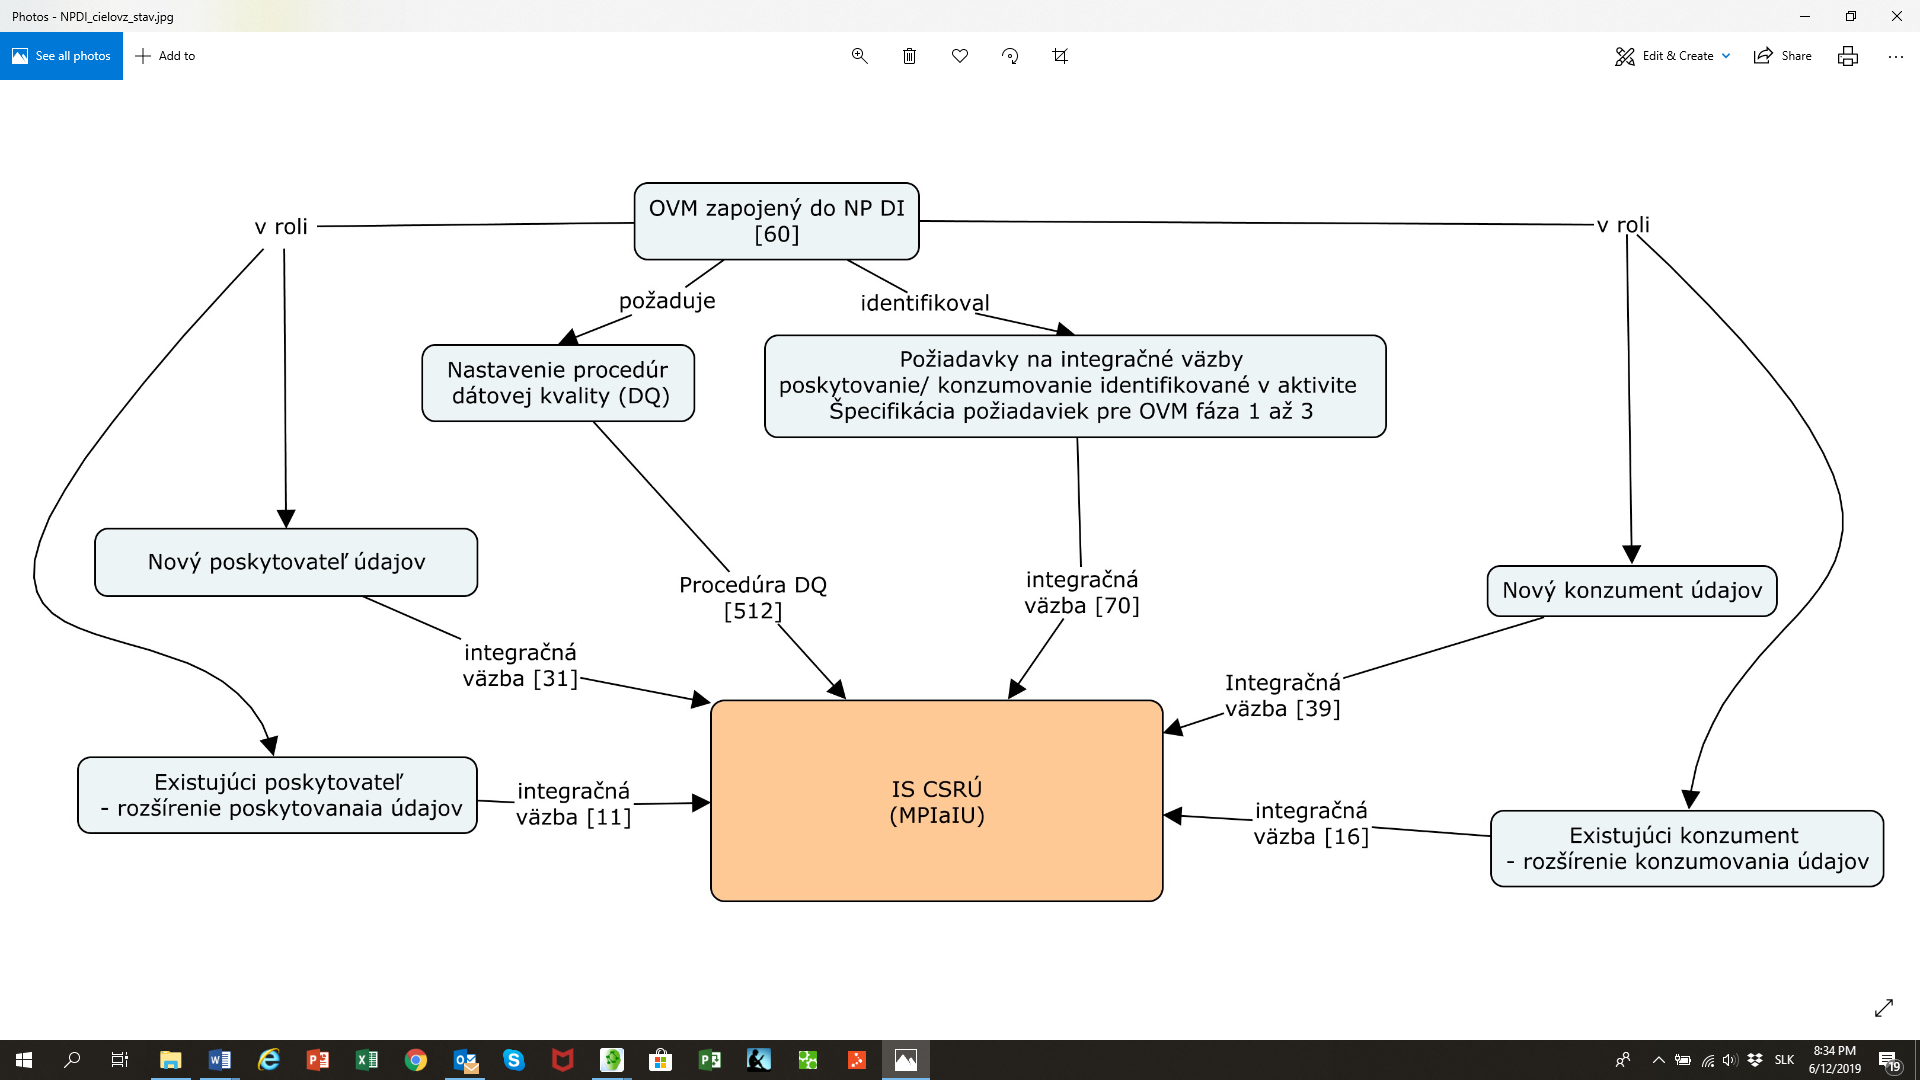 Photos - NPDI_cielovz_stav.jpg
See all photos
Add to
Edit & Create
Share
OVM zapojený do NP DI
[60]
v roli
v roli
požaduje
identifikoval
Nastavenie procedúr
dátovej kvality (DQ)
Požiadavky na integračné väzby
poskytovanie/ konzumovanie identifikované v aktivite
Špecifikácia požiadaviek pre OVM fáza 1 až 3
Nový poskytovateľ údajov
Procedúra DQ
[512]
integračná
väzba [70]
Nový konzument údajov
integračná
väzba [31]
Integračná
väzba [39]
Existujúci poskytovateľ
- rozšírenie poskytovanaia údajov
integračná
väzba [11]
IS CSRÚ
(MPIaIU)
integračná
väzba [16]
Existujúci konzument
- rozšírenie konzumovania údajov
SLK
8:34 PM
6/12/2019
19